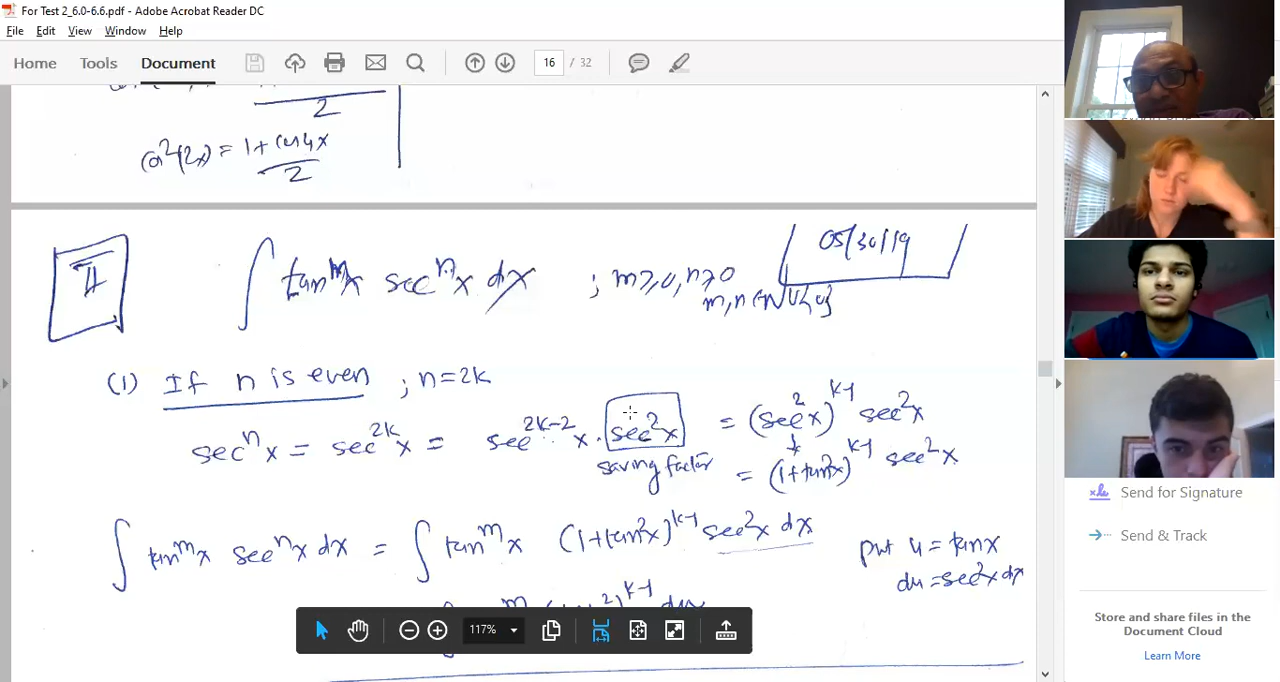 For Test 2_6.0-6.6.pdf - Adobe Acrobat Reader DC
File Edit View Window Help
Home Tools Document 16 / 32
2
cos²(2x) = 1+cos4x
2
II
∫ tanᵐx secⁿx dx ; m≥0, n≥0
05/30/19
m,n∈N∪{0}
(1) If n is even ; n=2k
secⁿx = sec²ᵏx = sec²ᵏ⁻²x · sec²x = (sec²x)ᵏ⁻¹ sec²x
saving factor = (1+tan²x)ᵏ⁻¹ sec²x
∫ tanᵐx secⁿx dx = ∫ tanᵐx (1+tan²x)ᵏ⁻¹ sec²x dx
put u = tanx
du = sec²x dx
117%
Send for Signature
Send & Track
Store and share files in the
Document Cloud
Learn More